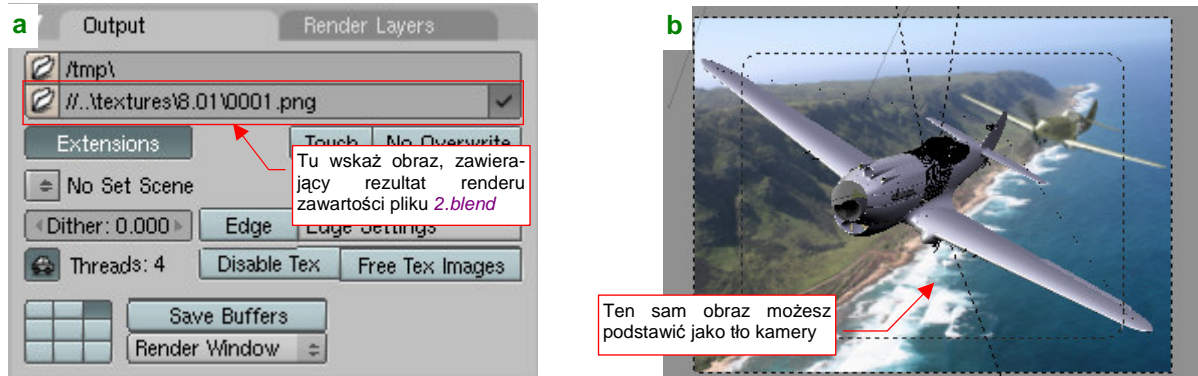 a
Output
Render Layers
/tmp\
//..\textures\8.01\0001.png
Extensions
Touch
No Overwrite
Tu wskaż obraz, zawiera-
jący rezultat renderu
zawartości pliku 2.blend
No Set Scene
Dither: 0.000
Edge
Edge Settings
Threads: 4
Disable Tex
Free Tex Images
Save Buffers
Render Window
b
Ten sam obraz możesz
podstawić jako tło kamery